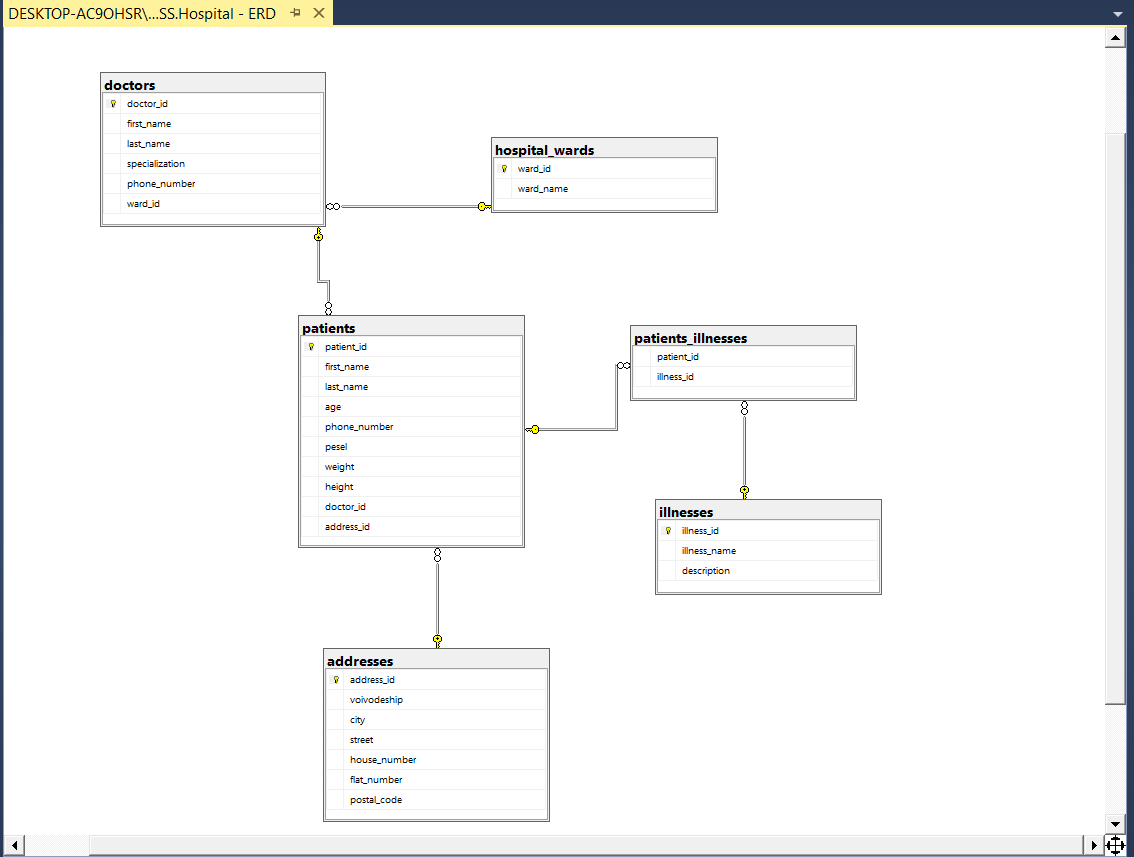 DESKTOP-AC9OHSR\...SS.Hospital - ERD
doctors
doctor_id
first_name
last_name
specialization
phone_number
ward_id
hospital_wards
ward_id
ward_name
patients
patient_id
first_name
last_name
age
phone_number
pesel
weight
height
doctor_id
address_id
patients_illnesses
patient_id
illness_id
illnesses
illness_id
illness_name
description
addresses
address_id
voivodeship
city
street
house_number
flat_number
postal_code